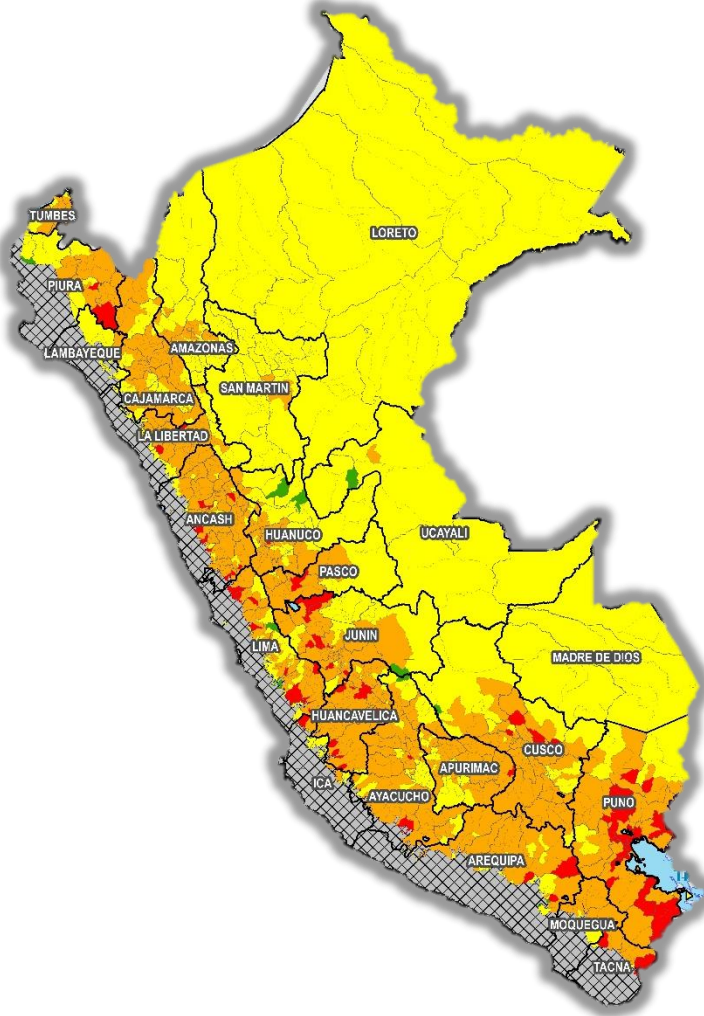 LORETO
TUMBES
PIURA
LAMBAYEQUE
AMAZONAS
SAN MARTIN
CAJAMARCA
LA LIBERTAD
ANCASH
HUANUCO
UCAYALI
PASCO
JUNIN
LIMA
MADRE DE DIOS
HUANCAVELICA
CUSCO
APURIMAC
ICA
AYACUCHO
PUNO
AREQUIPA
MOQUEGUA
TACNA